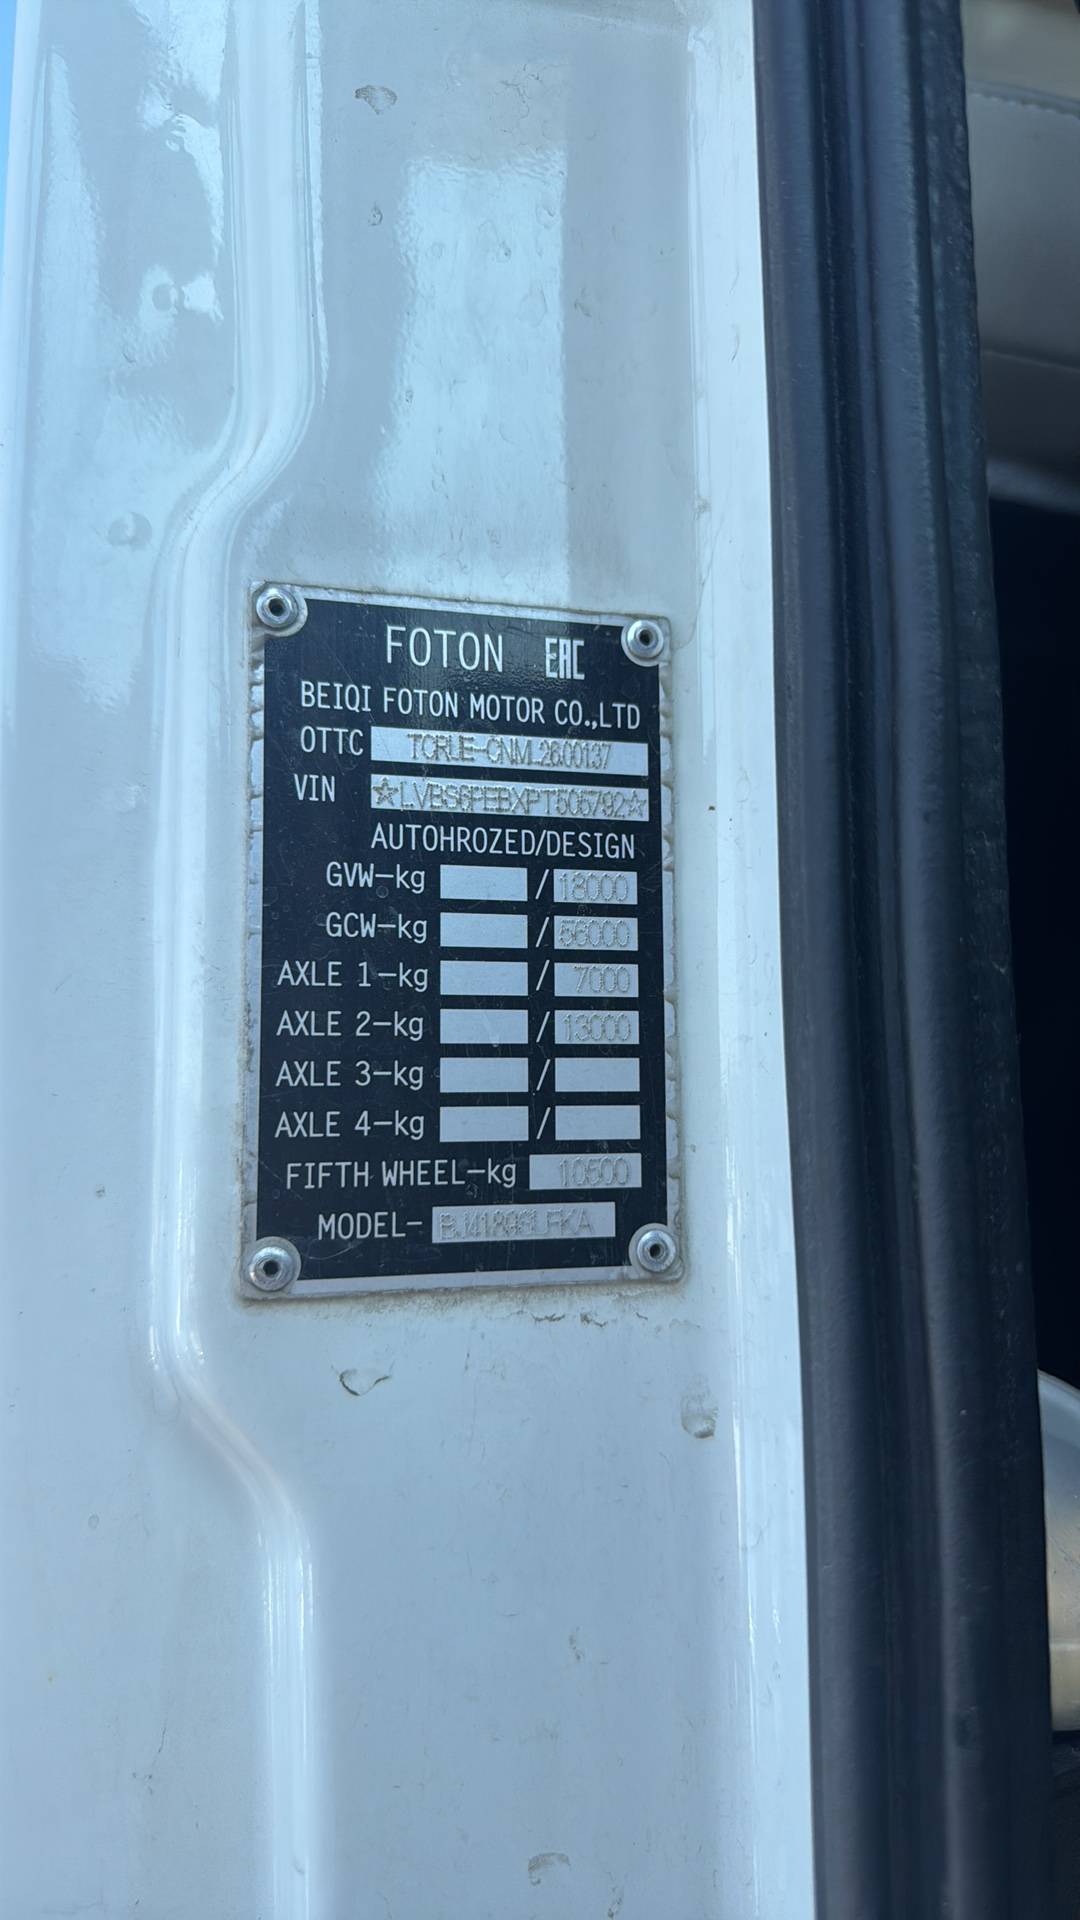 FOTON EAC
BEIQI FOTON MOTOR CO.,LTD
OTTC TCRUE-CNML2600137
VIN ☆LVBS6PEBXPT505792☆
AUTOHROZED/DESIGN
GVW-kg / 18000
GCW-kg / 56000
AXLE 1-kg / 7000
AXLE 2-kg / 13000
AXLE 3-kg /
AXLE 4-kg /
FIFTH WHEEL-kg 10500
MODEL-